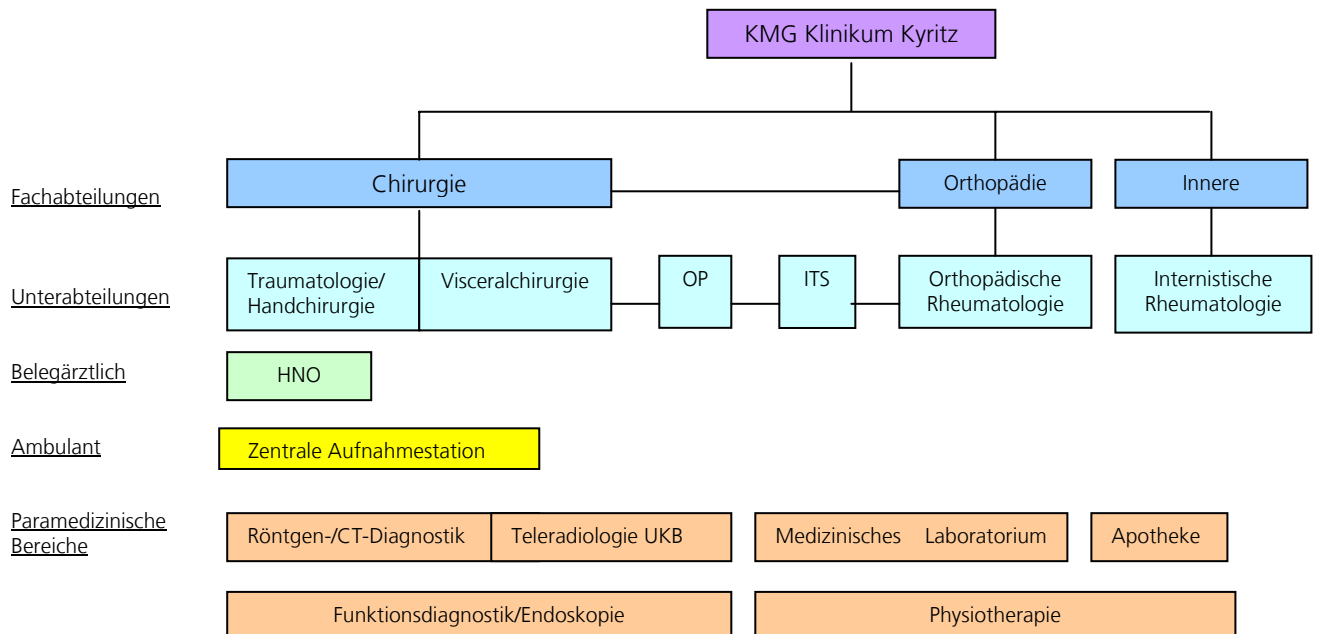 KMG Klinikum Kyritz
Fachabteilungen
Chirurgie
Orthopädie
Innere
Unterabteilungen
Traumatologie/
Handchirurgie
Visceralchirurgie
OP
ITS
Orthopädische
Rheumatologie
Internistische
Rheumatologie
Belegärztlich
HNO
Ambulant
Zentrale Aufnahmestation
Paramedizinische
Bereiche
Röntgen-/CT-Diagnostik
Teleradiologie UKB
Medizinisches Laboratorium
Apotheke
Funktionsdiagnostik/Endoskopie
Physiotherapie